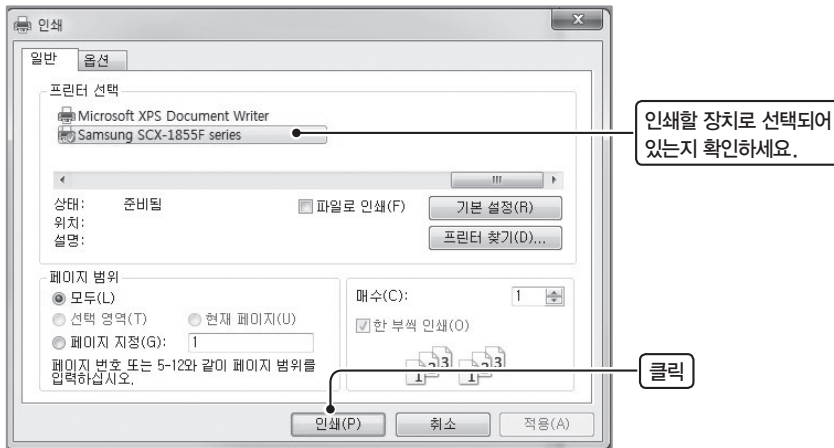 인쇄
일반 옵션
프린터 선택
Microsoft XPS Document Writer
Samsung SCX-1855F series
인쇄할 장치로 선택되어
있는지 확인하세요.
상태: 준비됨
위치:
설명:
파일로 인쇄(F)
기본 설정(R)
프린터 찾기(D)...
페이지 범위
모두(L)
선택 영역(T) 현재 페이지(U)
페이지 지정(G): 1
페이지 번호 또는 5-12와 같이 페이지 범위를
입력하십시오.
매수(C): 1
한 부씩 인쇄(O)
1 2 3 1 2 3
클릭
인쇄(P) 취소 적용(A)